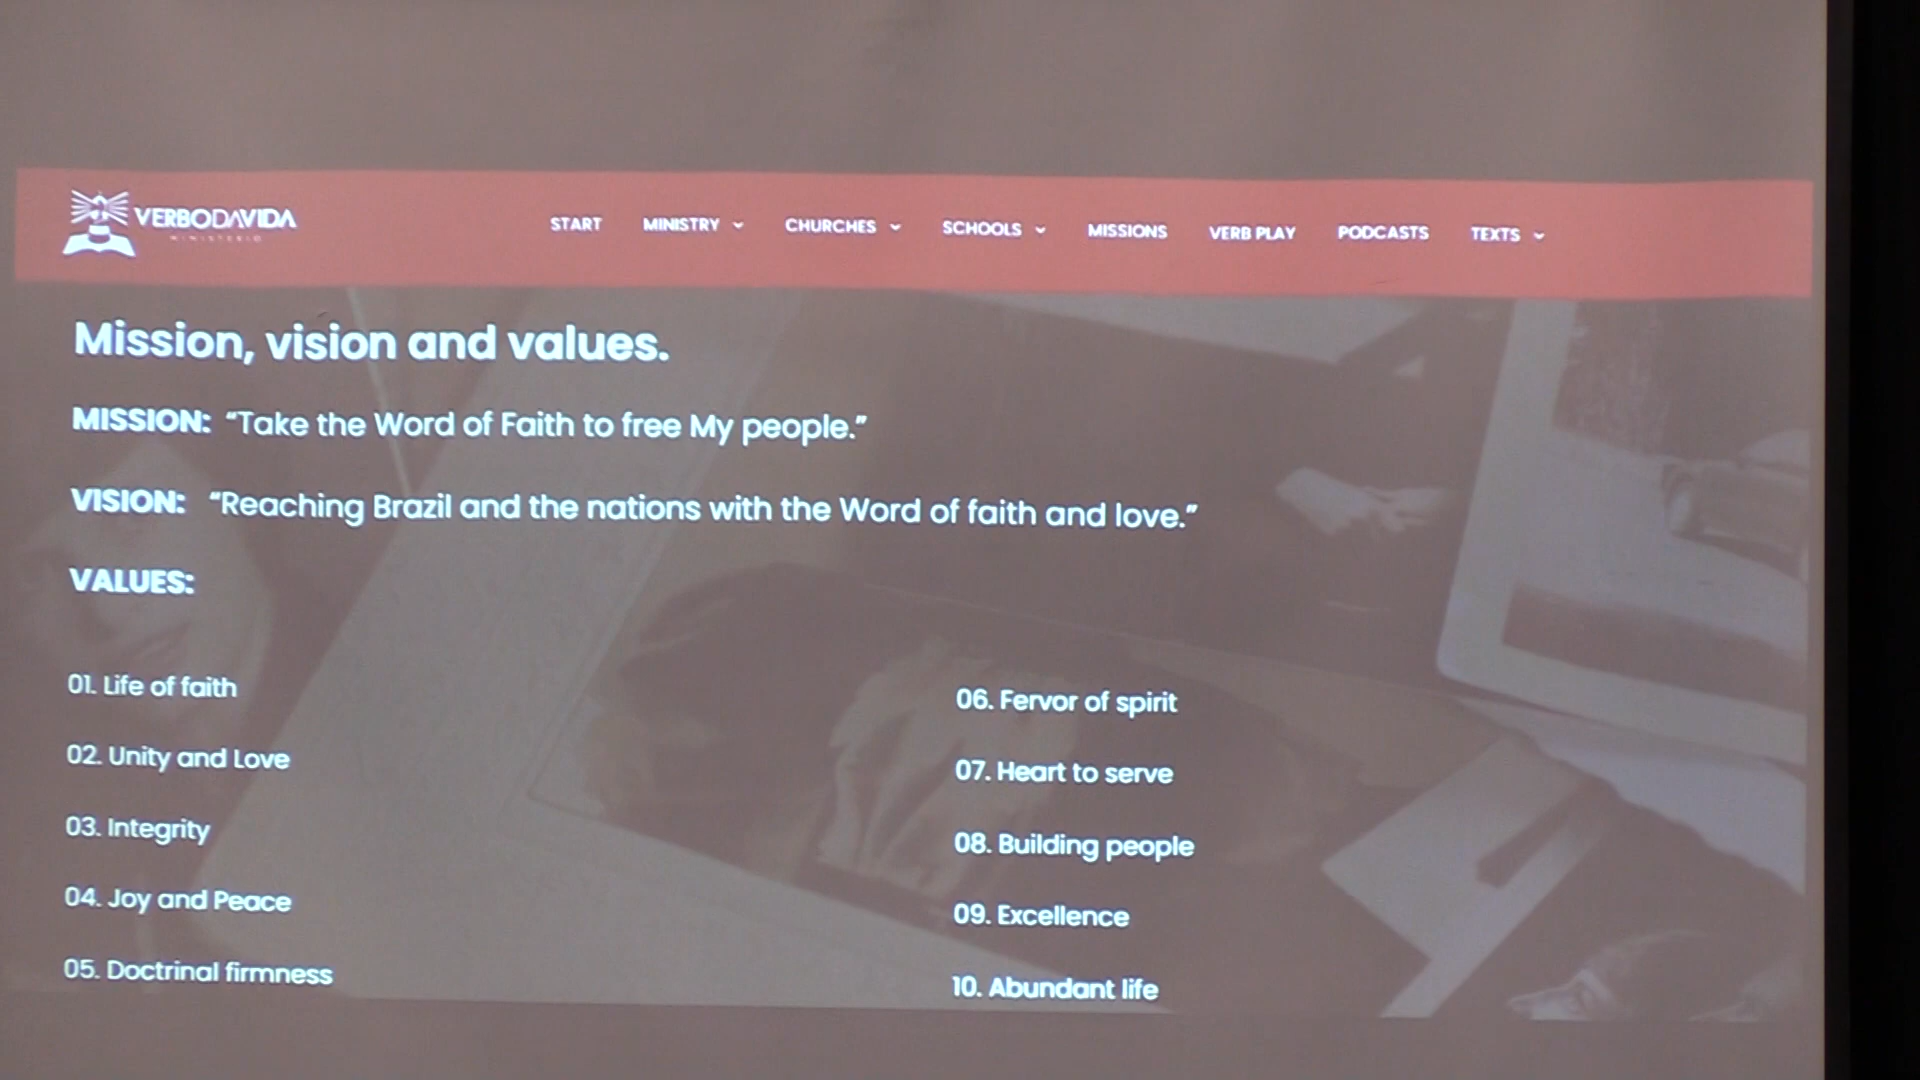 VERBODAVIDA
MINISTÉRIO
START MINISTRY CHURCHES SCHOOLS MISSIONS VERB PLAY PODCASTS TEXTS
Mission, vision and values.
MISSION: “Take the Word of Faith to free My people.”
VISION: “Reaching Brazil and the nations with the Word of faith and love.”
VALUES:
01. Life of faith
02. Unity and Love
03. Integrity
04. Joy and Peace
05. Doctrinal firmness
06. Fervor of spirit
07. Heart to serve
08. Building people
09. Excellence
10. Abundant life